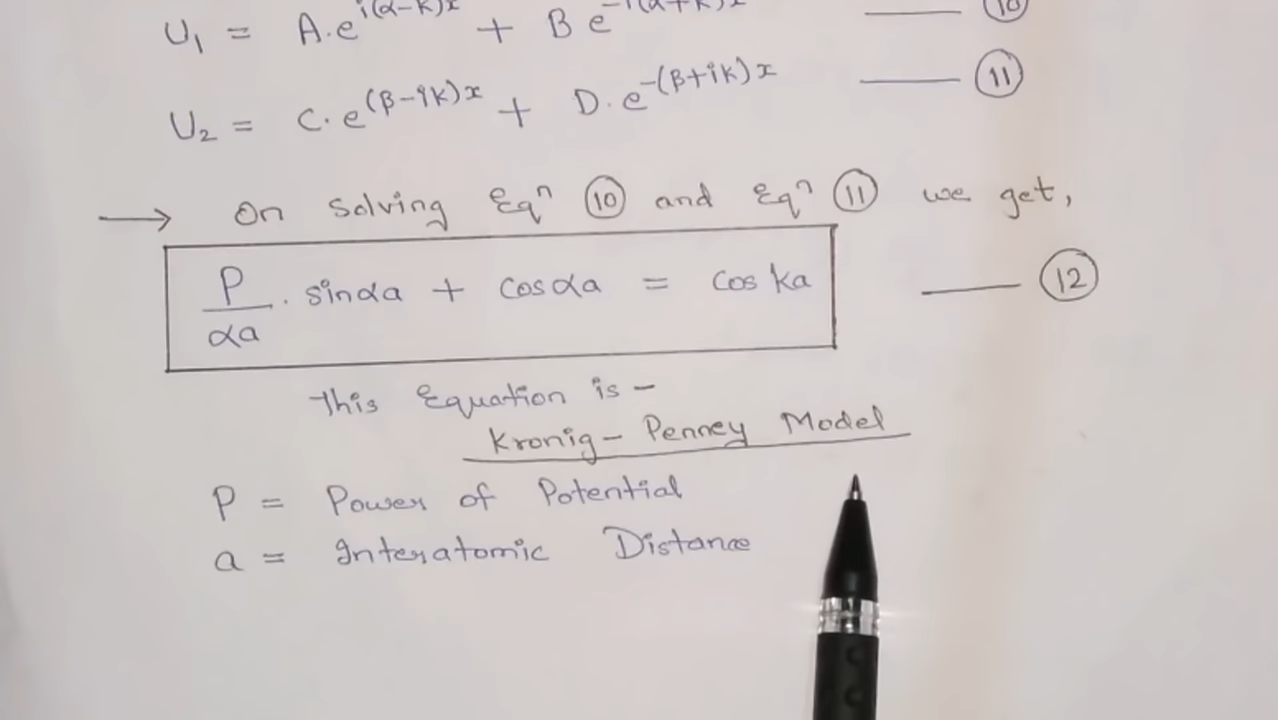 U₁ = A.e^{i(α-k)x} + B e^{-i(α+k)x} —— ⑩
U₂ = C.e^{(β-ik)x} + D.e^{-(β+ik)x} —— ⑪
→ On solving Eqⁿ ⑩ and Eqⁿ ⑪ we get,
P/αa . sinαa + cosαa = cos ka —— ⑫
This Equation is -
Kronig - Penney Model
P = Power of Potential
a = Interatomic Distance